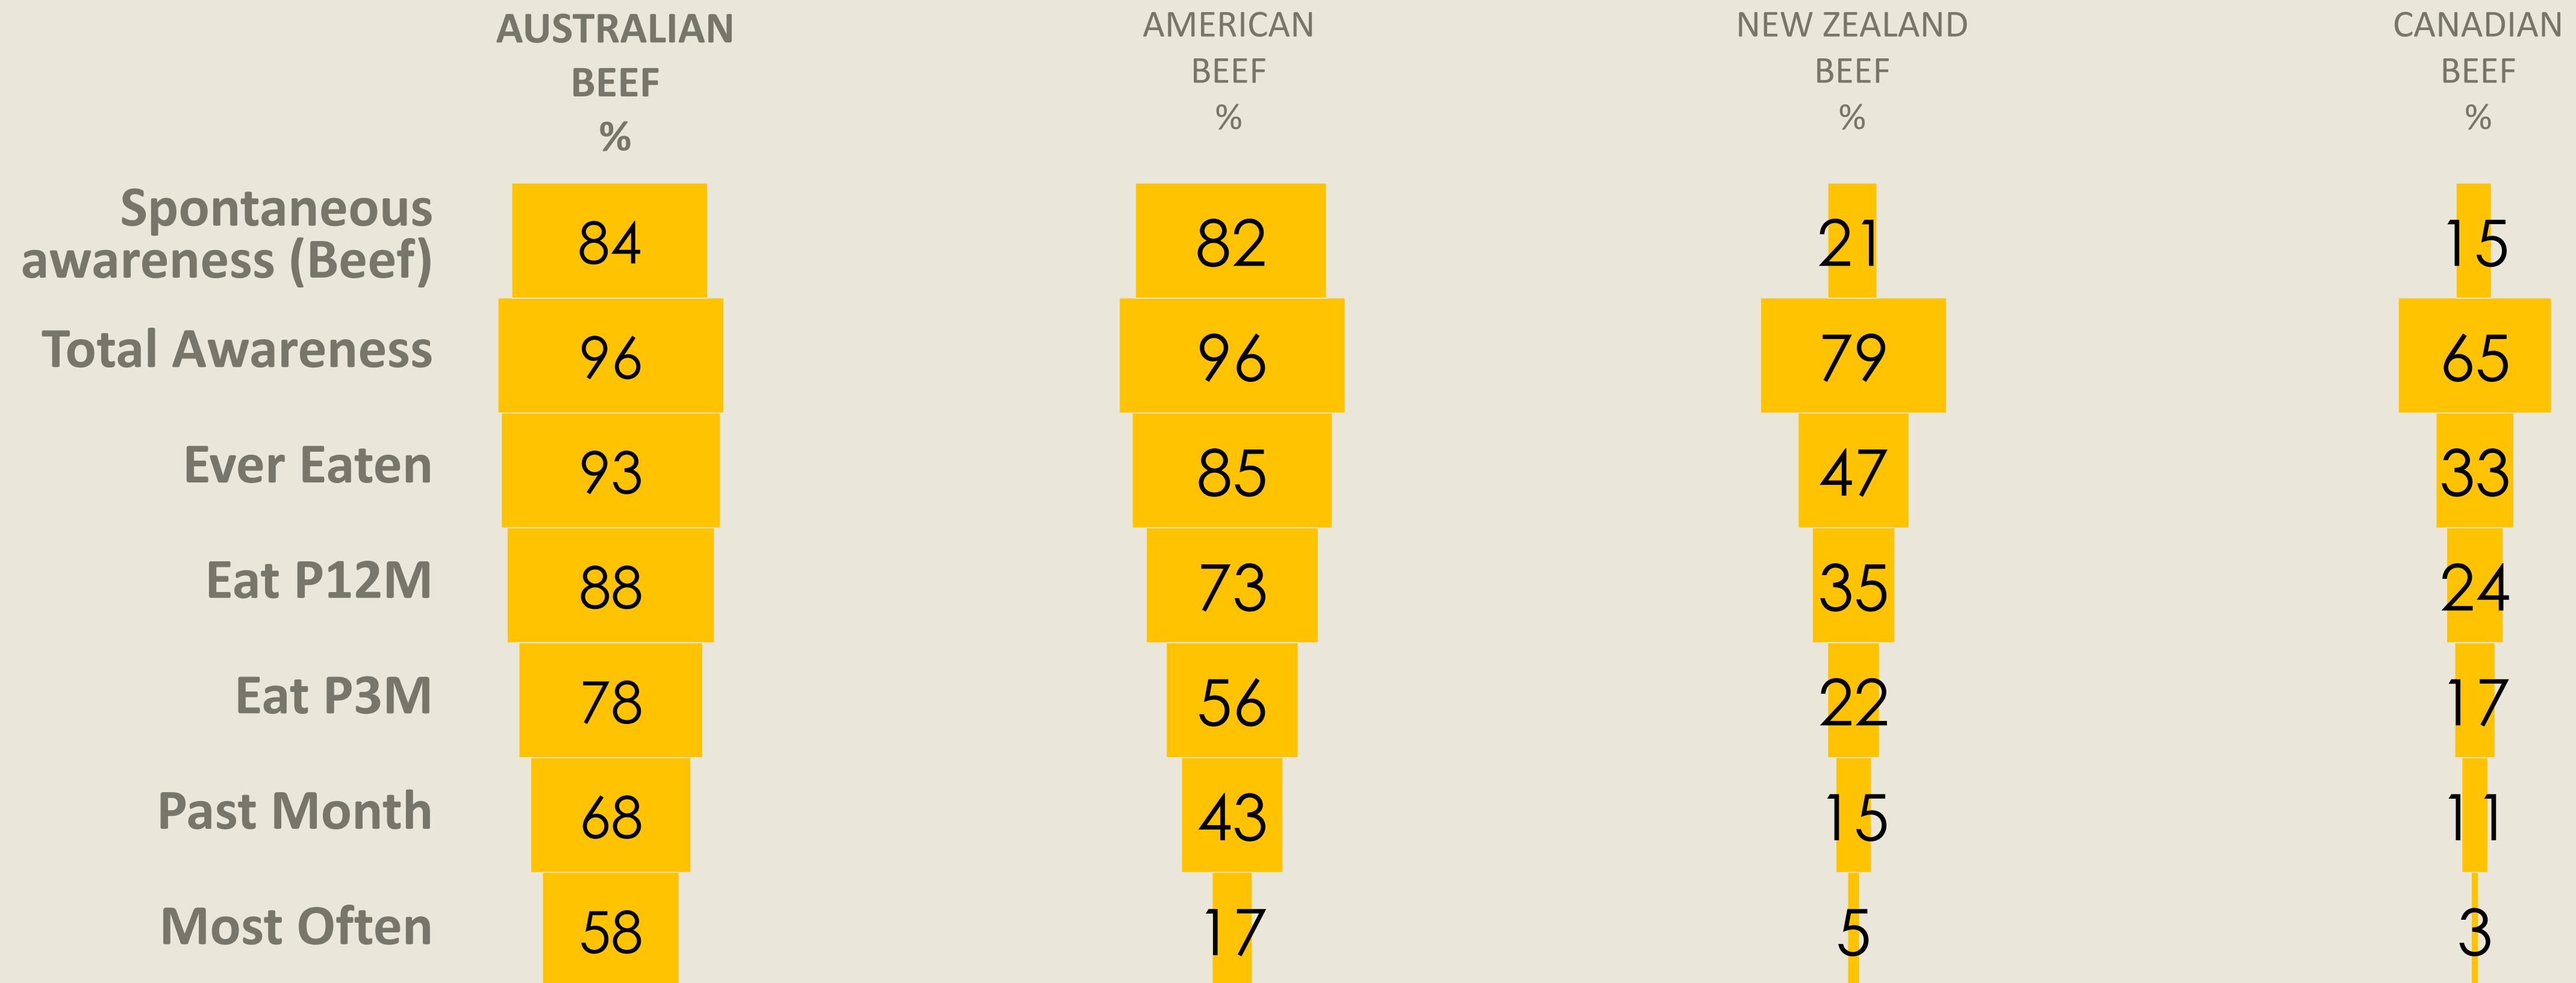 AUSTRALIAN
BEEF
%
AMERICAN
BEEF
%
NEW ZEALAND
BEEF
%
CANADIAN
BEEF
%
Spontaneous
awareness (Beef)
84
82
21
15
Total Awareness
96
96
79
65
Ever Eaten
93
85
47
33
Eat P12M
88
73
35
24
Eat P3M
78
56
22
17
Past Month
68
43
15
11
Most Often
58
17
5
3